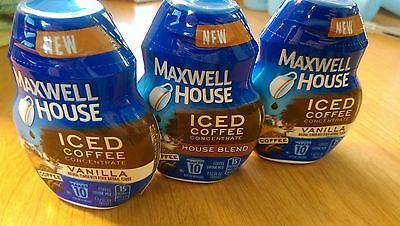 NEW
MAXWELL
HOUSE
ICED
COFFEE
CONCENTRATE
VANILLA
10
15
NEW
MAXWELL
HOUSE
ICED
COFFEE
CONCENTRATE
HOUSE BLEND
10
15
NEW
MAXWELL
HOUSE
ICED
COFFEE
CONCENTRATE
VANILLA
COFFEE
10
15